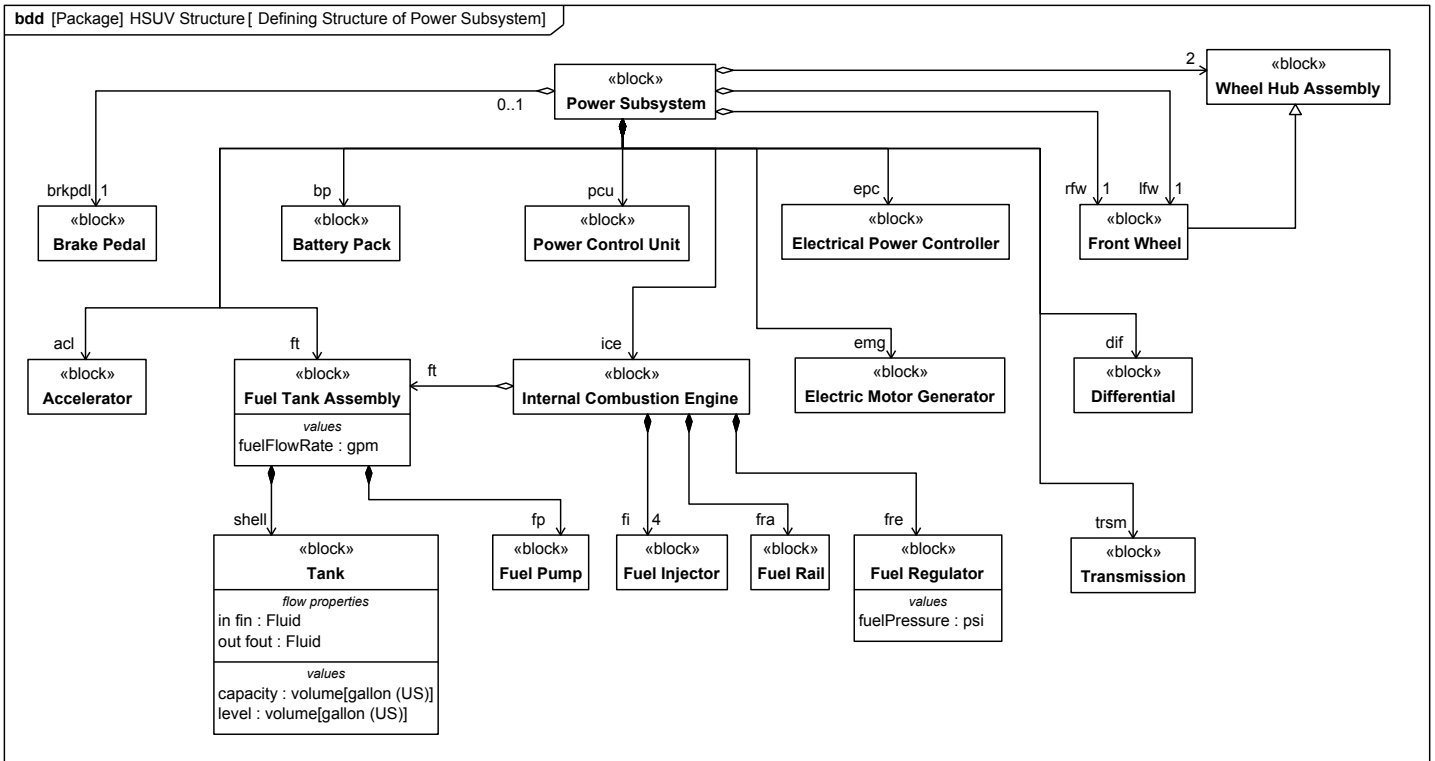 bdd [Package] HSUV Structure [ Defining Structure of Power Subsystem]
«block»
Power Subsystem
0..1
2
«block»
Wheel Hub Assembly
brkpdl 1
«block»
Brake Pedal
bp
«block»
Battery Pack
pcu
«block»
Power Control Unit
epc
«block»
Electrical Power Controller
rfw 1
lfw 1
«block»
Front Wheel
acl
«block»
Accelerator
ft
«block»
Fuel Tank Assembly
values
fuelFlowRate : gpm
ft
ice
«block»
Internal Combustion Engine
emg
«block»
Electric Motor Generator
dif
«block»
Differential
shell
«block»
Tank
flow properties
in fin : Fluid
out fout : Fluid
values
capacity : volume[gallon (US)]
level : volume[gallon (US)]
fp
«block»
Fuel Pump
fi 4
«block»
Fuel Injector
fra
«block»
Fuel Rail
fre
«block»
Fuel Regulator
values
fuelPressure : psi
trsm
«block»
Transmission